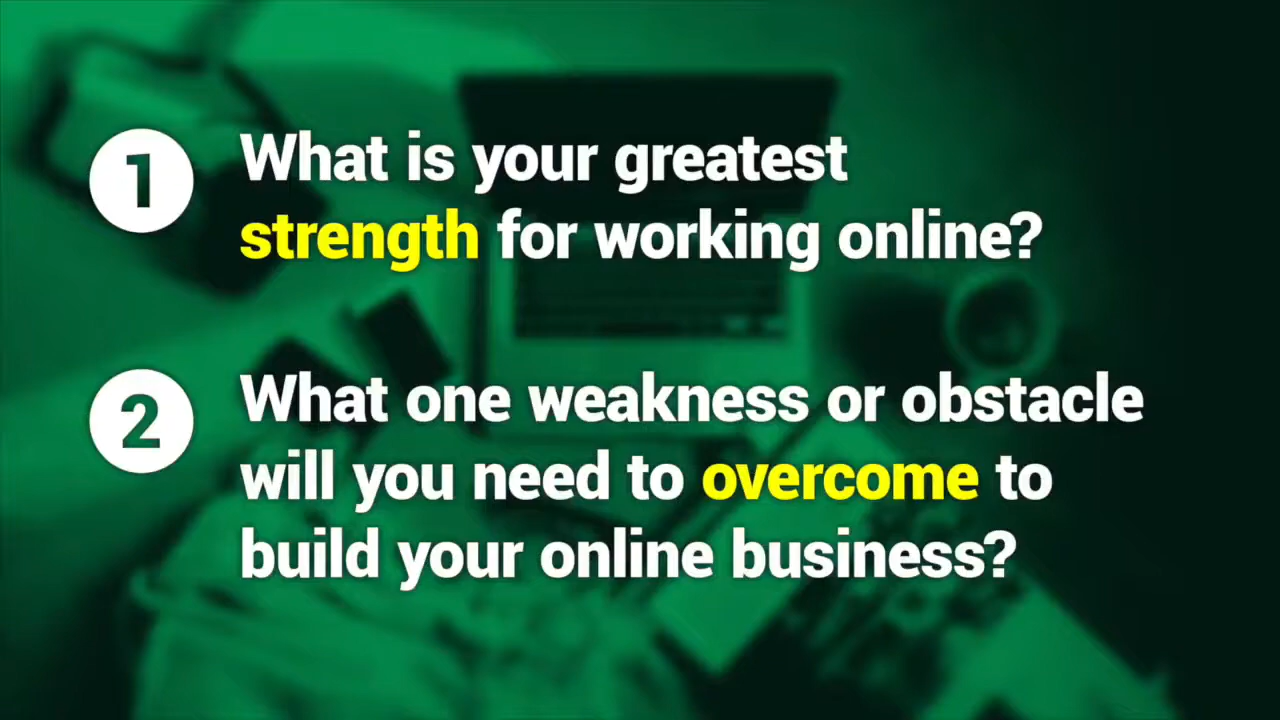 1 What is your greatest
strength for working online?
2 What one weakness or obstacle
will you need to overcome to
build your online business?